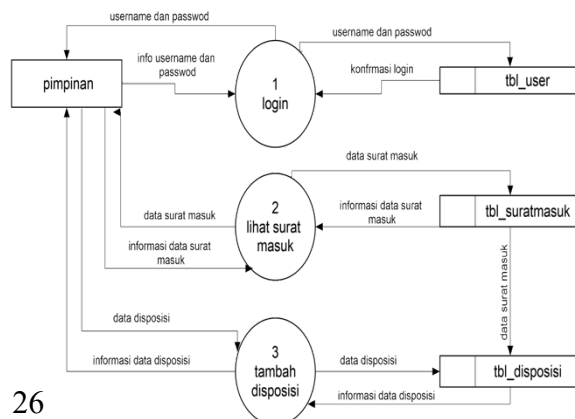 username dan passwod
username dan passwod
info username dan
passwod
1
login
konfrmasi login
pimpinan
tbl_user
data surat masuk
2
lihat surat
masuk
informasi data surat
masuk
tbl_suratmasuk
data surat masuk
informasi data surat
masuk
data surat masuk
data disposisi
3
tambah
disposisi
informasi data disposisi
data disposisi
tbl_disposisi
informasi data disposisi
26